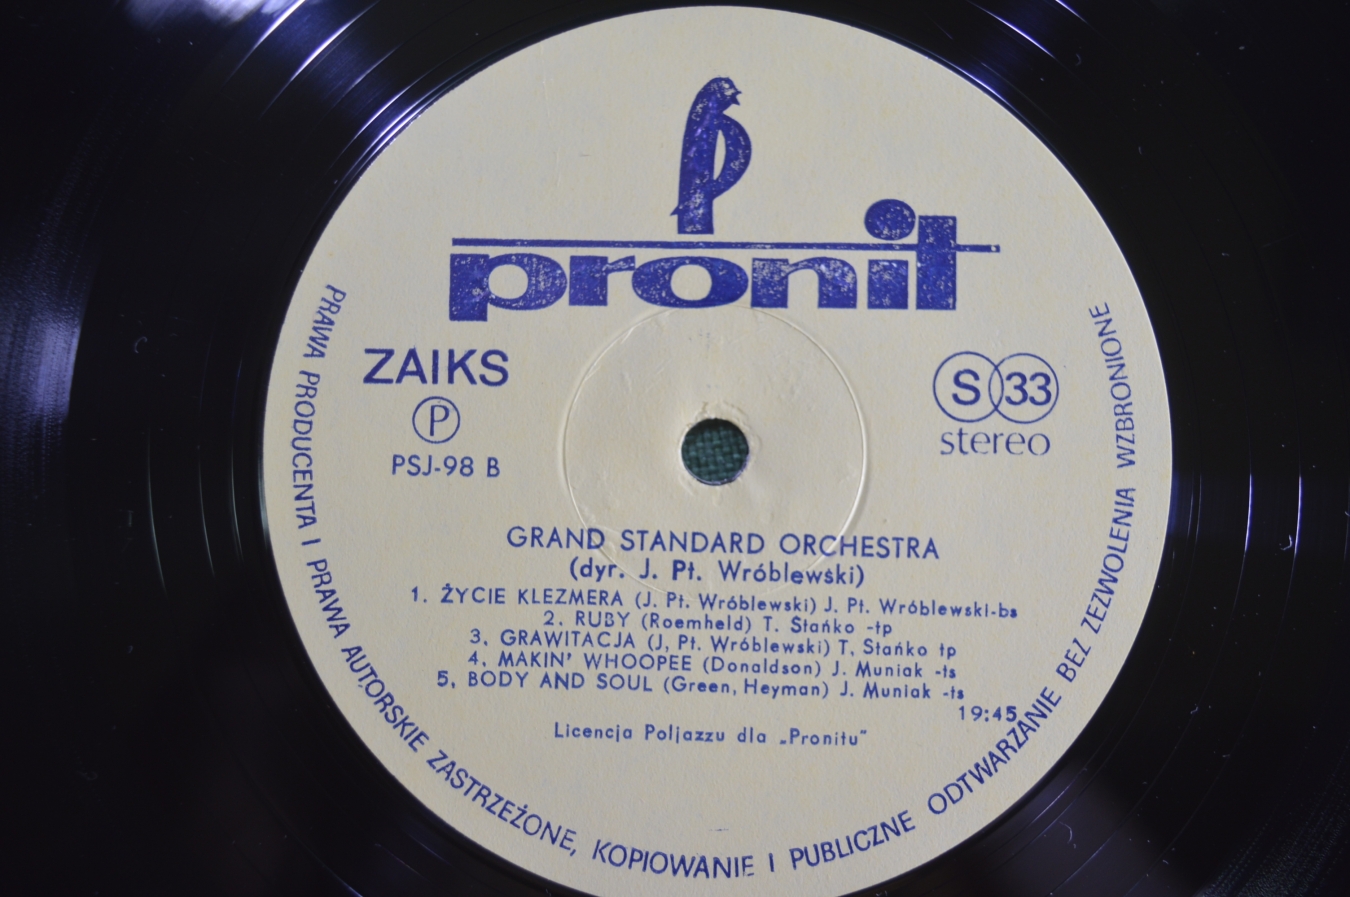 pronit
ZAIKS
P
PSJ-98 B
S 33
stereo
GRAND STANDARD ORCHESTRA
(dyr. J. Pt. Wróblewski)
1. ŻYCIE KLEZMERA (J. Pt. Wróblewski) J. Pt. Wróblewski-bs
2. RUBY (Roemheld) T. Stańko -tp
3. GRAWITACJA (J, Pt. Wróblewski) T. Stańko tp
4. MAKIN' WHOOPEE (Donaldson) J. Muniak -ts
5. BODY AND SOUL (Green, Heyman) J. Muniak -ts
19:45
Licencja Poljazzu dla „Pronitu”
PRAWA PRODUCENTA I PRAWA AUTORSKIE ZASTRZEŻONE, KOPIOWANIE I PUBLICZNE ODTWARZANIE BEZ ZEZWOLENIA WZBRONIONE